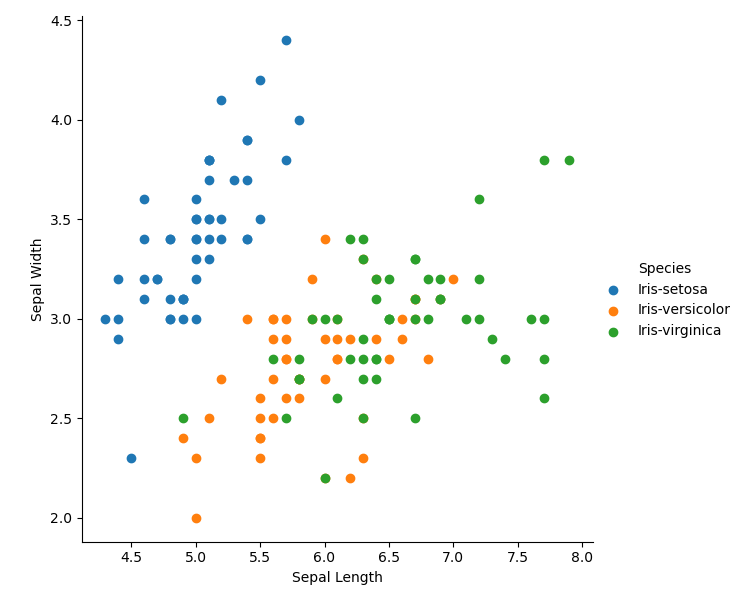 4.5
4.0
3.5
3.0
2.5
2.0
Sepal Width
4.5 5.0 5.5 6.0 6.5 7.0 7.5 8.0
Sepal Length
Species
Iris-setosa
Iris-versicolor
Iris-virginica